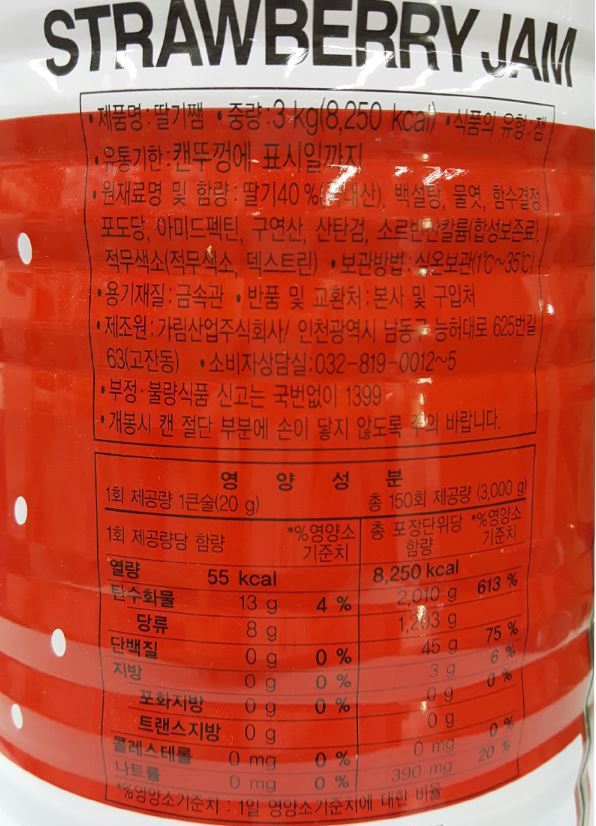 STRAWBERRY JAM
•제품명:딸기쨈 •중량:3 kg(8,250 kcal) •식품의 유형:잼
•유통기한:캔뚜껑에 표시일까지
•원재료명 및 함량:딸기40 %( 산), 백설탕, 물엿, 함수결정
포도당, 아미드펙틴, 구연산, 산탄검, 소르빈산칼륨(합성보존료),
적무색소(적무색소, 덱스트린) •보관방법:실온보관(1℃~35℃)
•용기재질:금속관 •반품 및 교환처:본사 및 구입처
•제조원:가림산업주식회사/ 인천광역시 남동구 능허대로 625번길
63(고잔동) •소비자상담실:032-819-0012~5
•부정·불량식품 신고는 국번없이 1399
•개봉시 캔 절단 부분에 손이 닿지 않도록 주의 바랍니다.
영 양 성 분
1회 제공량 1큰술(20 g) 총 150회 제공량 (3,000 g)
1회 제공량당 함량 *%영양소 기준치 총 포장단위당 함량 *%영양소 기준치
열량 55 kcal 8,250 kcal
탄수화물 13 g 4 % 2,010 g 613 %
당류 8 g g
단백질 0 g 0 % 45 g 75 %
지방 0 g 0 % 3 g 6 %
포화지방 0 g 0 % 0 g 0 %
트랜스지방 0 g 0 g
콜레스테롤 0 mg 0 % 0 mg 0 %
나트륨 0 mg 0 % 390 mg 20 %
*%영양소기준치 : 1일 영양소기준치에 대한 비율